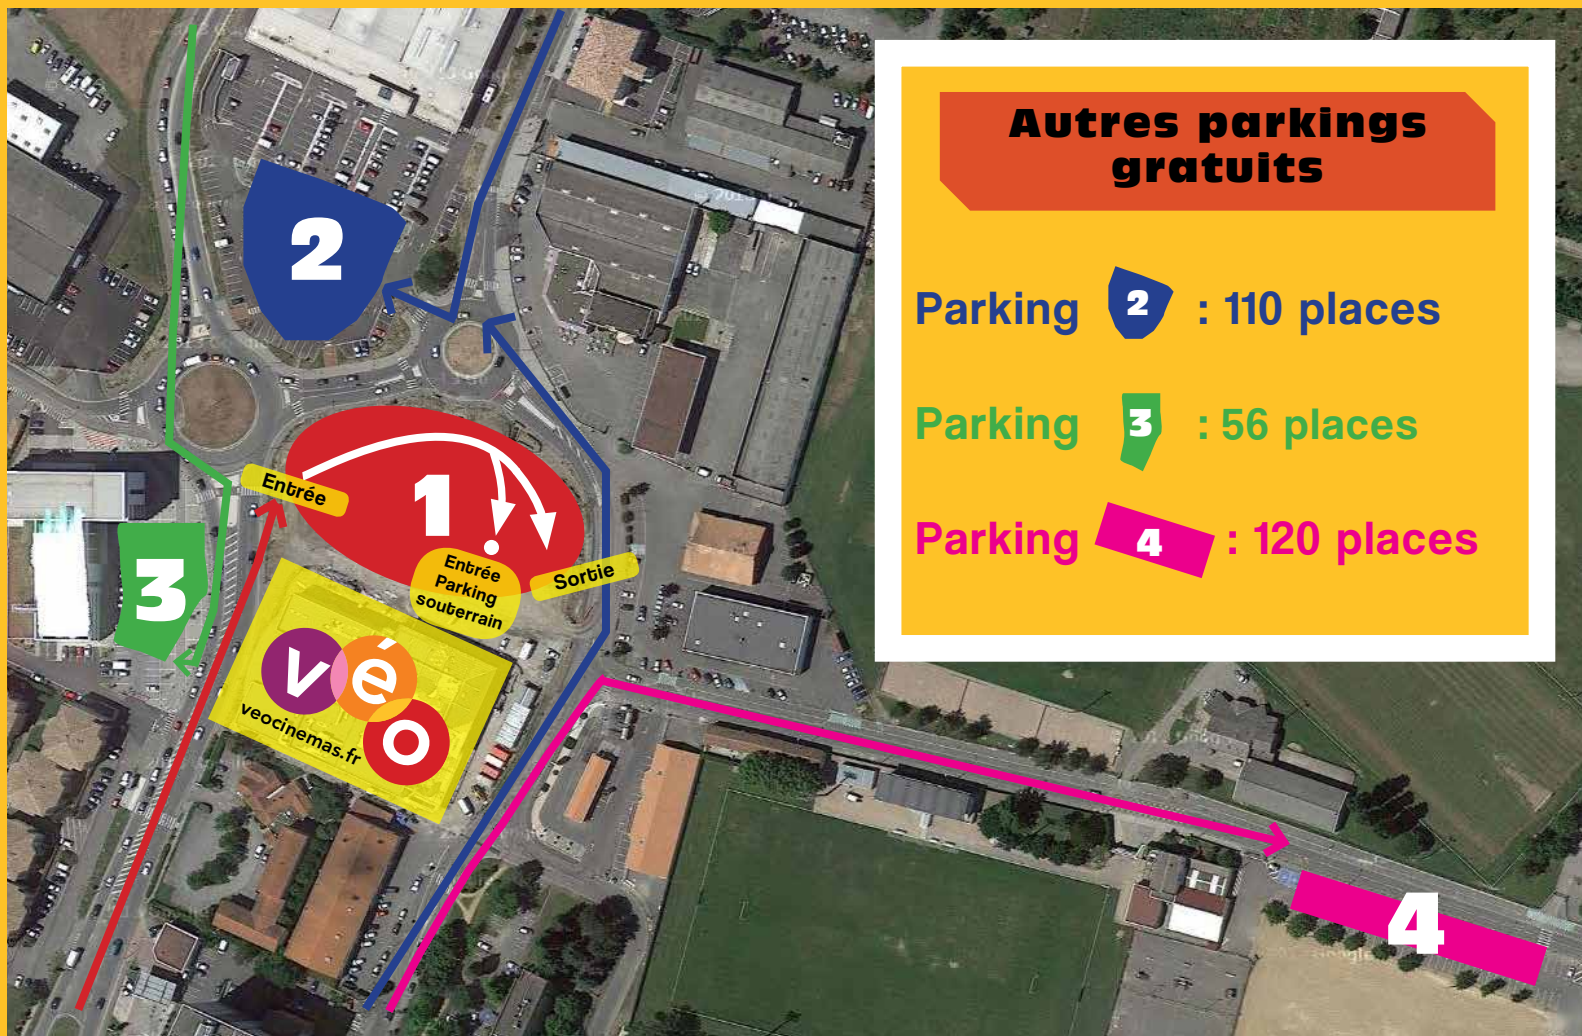 Autres parkings
gratuits
Parking 2 : 110 places
Parking 3 : 56 places
Parking 4 : 120 places
2
1
Entrée
Entrée
Parking
souterrain
Sortie
3
véo
veocinemas.fr
4
Google